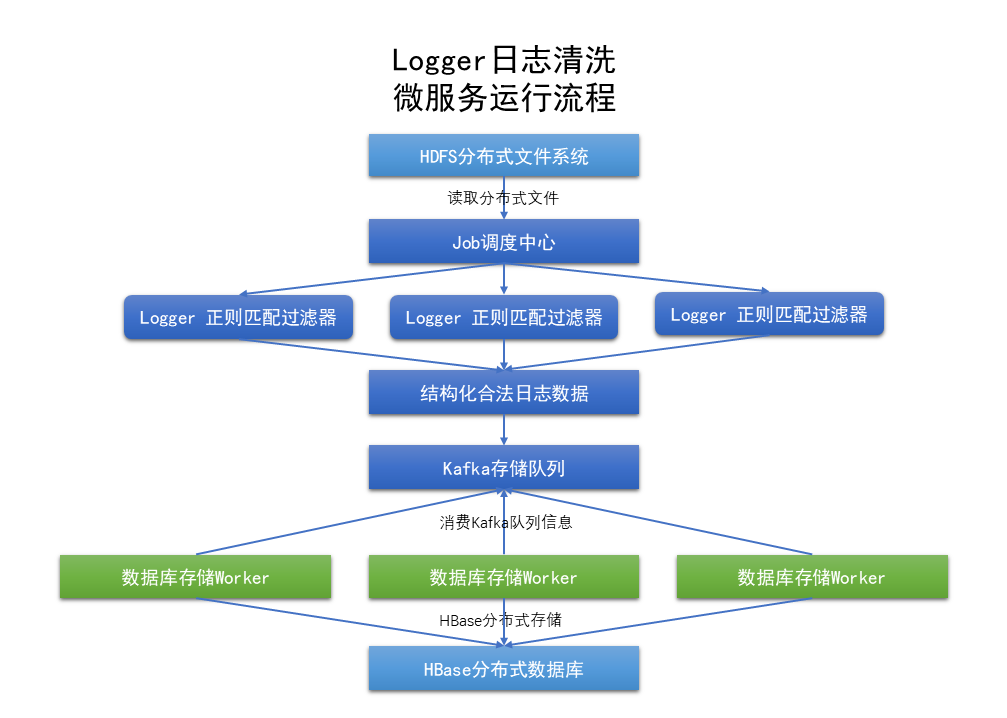 Logger日志清洗
微服务运行流程
HDFS分布式文件系统
读取分布式文件
Job调度中心
Logger 正则匹配过滤器
Logger 正则匹配过滤器
Logger 正则匹配过滤器
结构化合法日志数据
Kafka存储队列
消费Kafka队列信息
数据库存储Worker
数据库存储Worker
数据库存储Worker
HBase分布式存储
HBase分布式数据库